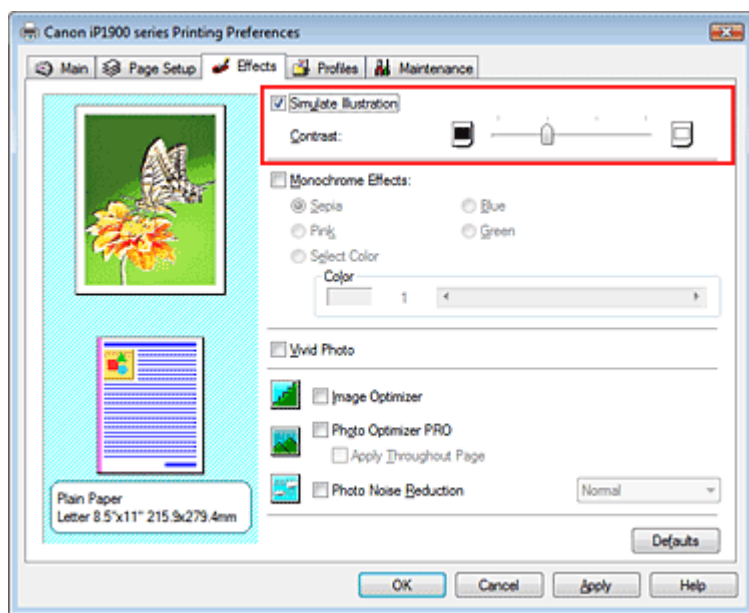 Canon iP1900 series Printing Preferences
Main Page Setup Effects Profiles Maintenance
Simulate Illustration
Contrast:
Monochrome Effects:
Sepia Blue
Pink Green
Select Color
Color
1
Vivid Photo
Image Optimizer
Photo Optimizer PRO
Apply Throughout Page
Photo Noise Reduction Normal
Plain Paper
Letter 8.5"x11" 215.9x279.4mm
Defaults
OK Cancel Apply Help